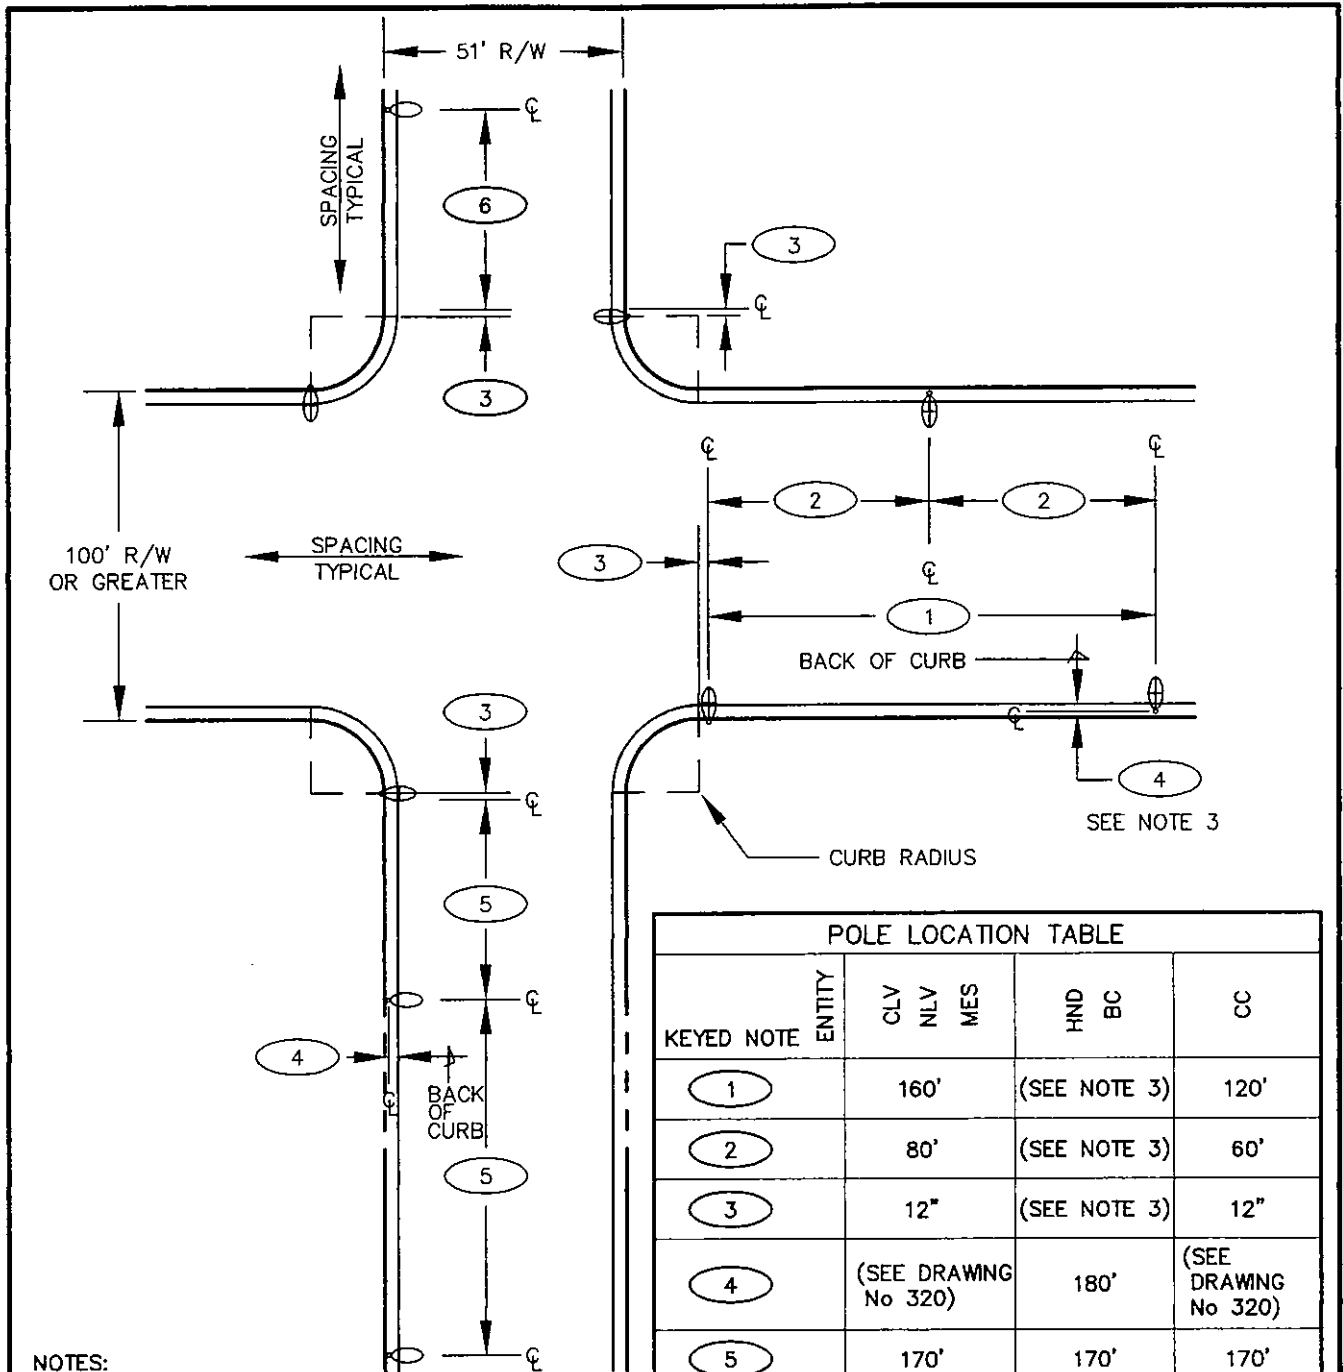 51' R/W
℄
SPACING
TYPICAL
6
3
℄
3
℄
℄
2
2
100' R/W
OR GREATER
SPACING
TYPICAL
3
℄
1
BACK OF CURB
3
℄
4
℄
SEE NOTE 3
CURB RADIUS
5
℄
4
BACK
OF
CURB
℄
5
℄
NOTES:
POLE LOCATION TABLE
KEYED NOTE
ENTITY
CLV
NLV
MES
HND
BC
CC
1 160' (SEE NOTE 3) 120'
2 80' (SEE NOTE 3) 60'
3 12" (SEE NOTE 3) 12"
4 (SEE DRAWING No 320) 180' (SEE DRAWING No 320)
5 170' 170' 170'